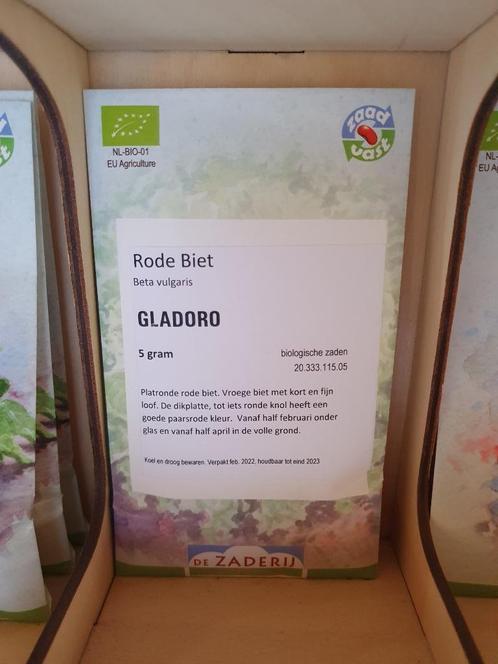 NL-BIO-01
EU Agriculture
zaad
vast
Rode Biet
Beta vulgaris
GLADORO
5 gram
biologische zaden
20.333.115.05
Platronde rode biet. Vroege biet met kort en fijn
loof. De dikplatte, tot iets ronde knol heeft een
goede paarsrode kleur. Vanaf half februari onder
glas en vanaf half april in de volle grond.
Koel en droog bewaren. Verpakt feb. 2022, houdbaar tot eind 2023
DE ZADERIJ
NL-
EU A